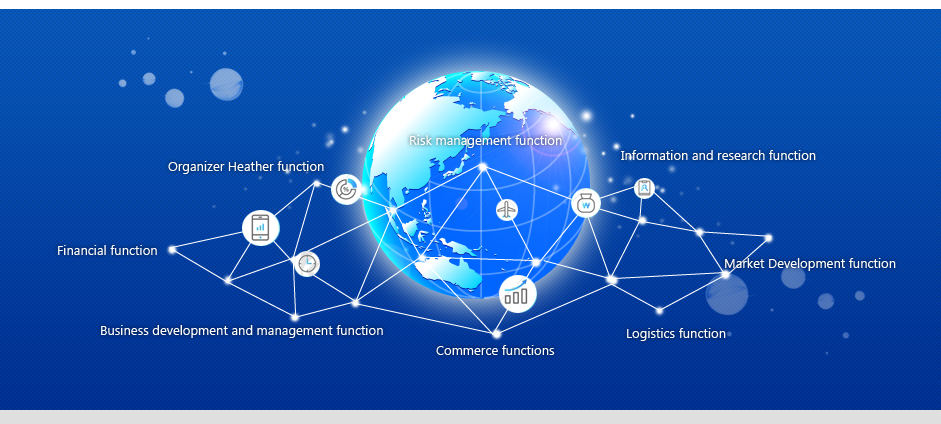 Risk management function
Information and research function
Organizer Heather function
Financial function
Market Development function
Business development and management function
Logistics function
Commerce functions